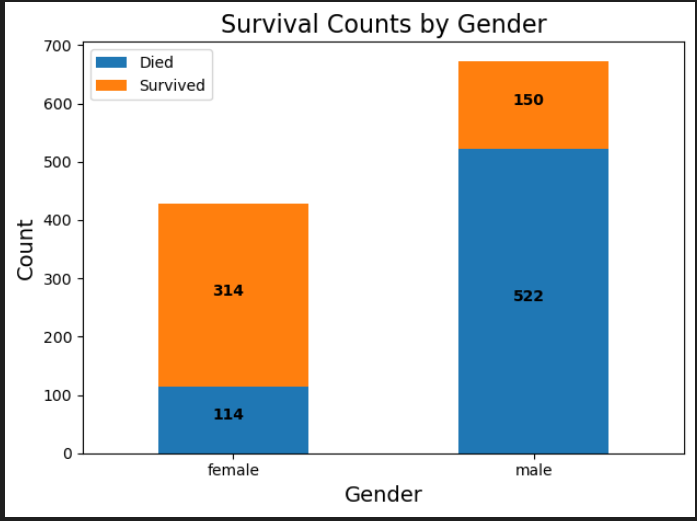 Survival Counts by Gender
Died
Survived
700
600
500
400
300
200
100
0
Count
314
114
150
522
female
male
Gender